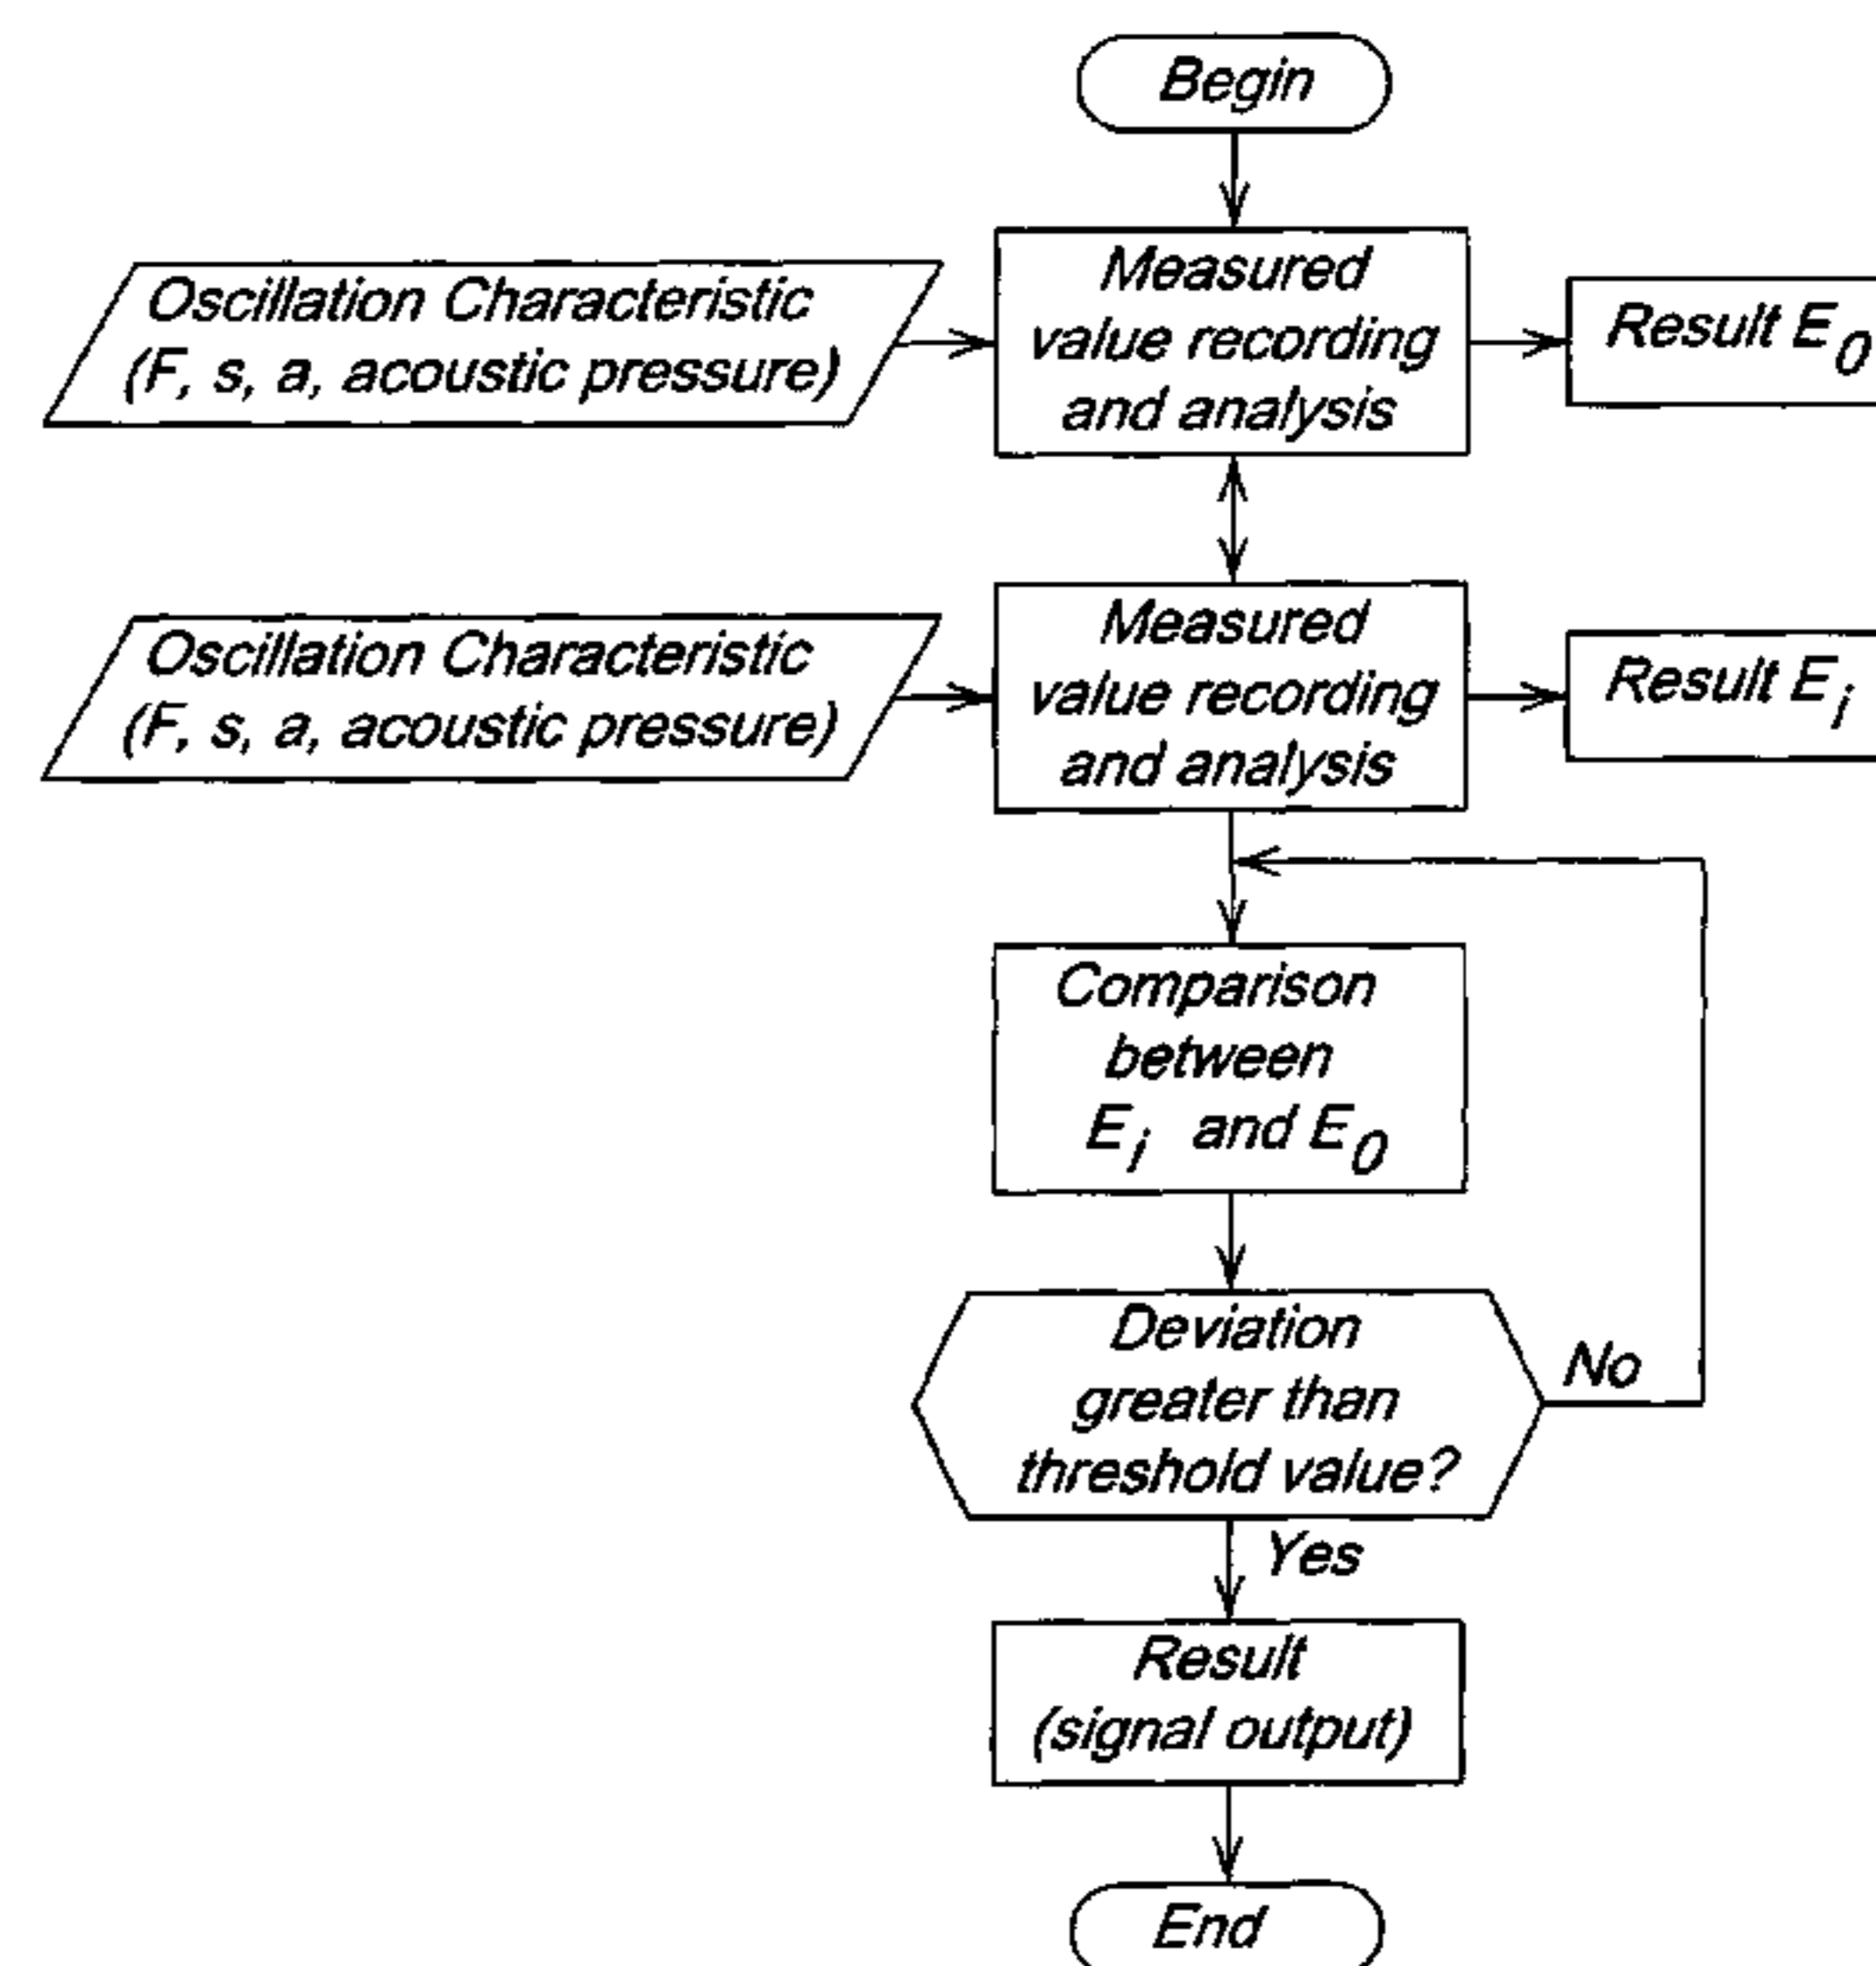 Begin
Oscillation Characteristic
(F, s, a, acoustic pressure)
Measured
value recording
and analysis
Result E0
Oscillation Characteristic
(F, s, a, acoustic pressure)
Measured
value recording
and analysis
Result Ei
Comparison
between
Ei and E0
Deviation
greater than
threshold value?
No
Yes
Result
(signal output)
End